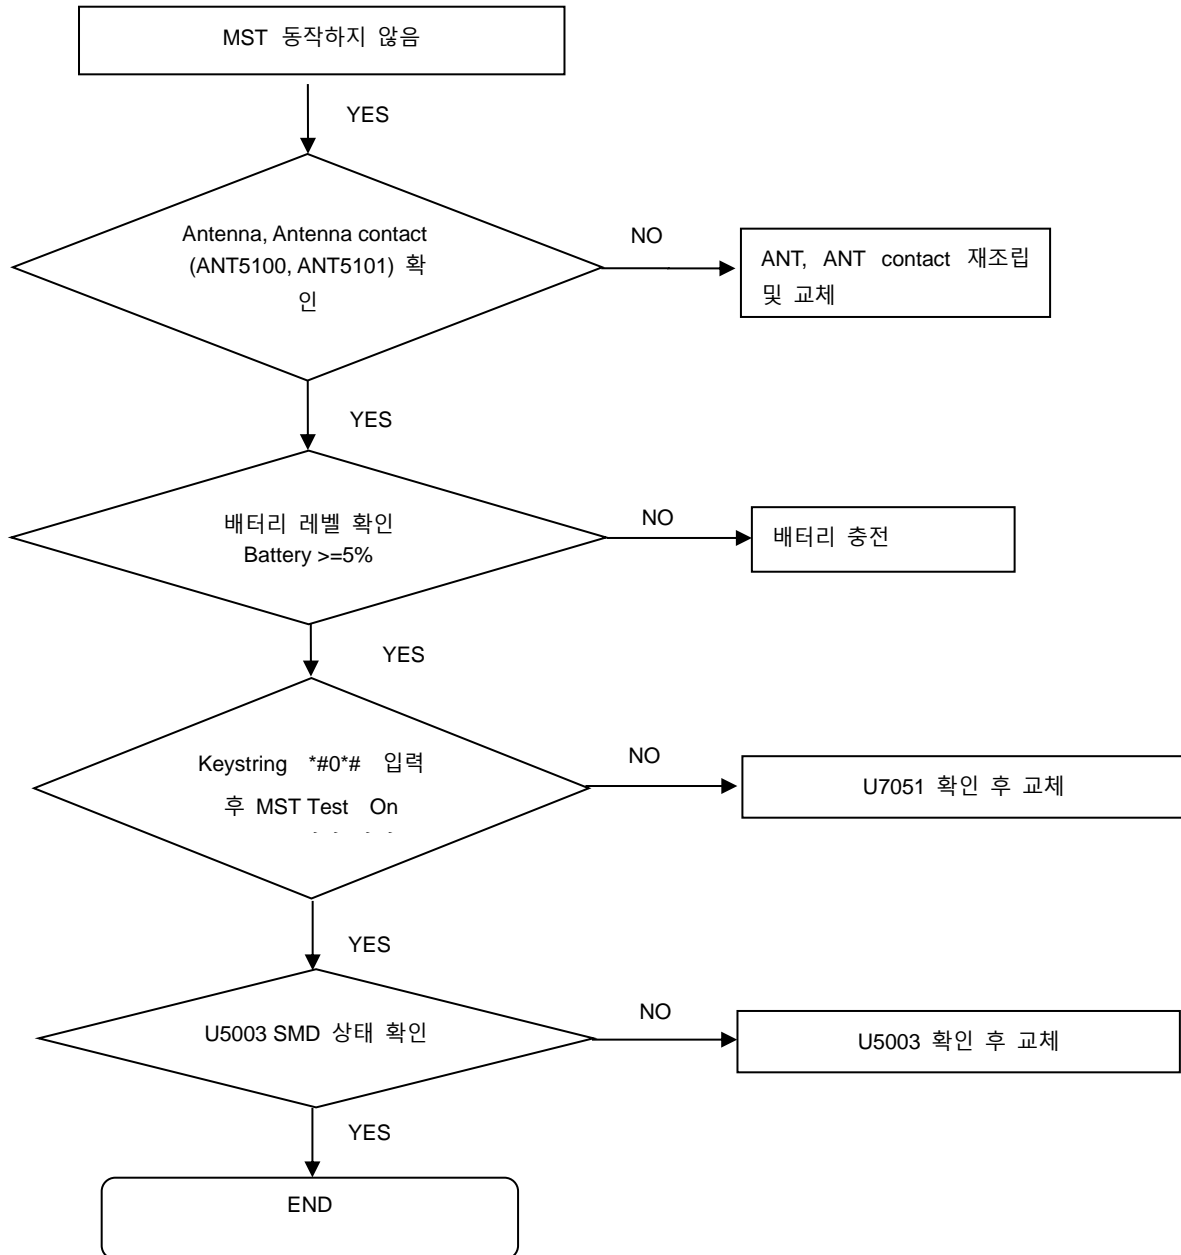 MST 동작하지 않음
YES
Antenna, Antenna contact
(ANT5100, ANT5101) 확
인
NO
ANT, ANT contact 재조립
및 교체
YES
배터리 레벨 확인
Battery >=5%
NO
배터리 충전
YES
Keystring *#0*# 입력
후 MST Test On
NO
U7051 확인 후 교체
YES
U5003 SMD 상태 확인
NO
U5003 확인 후 교체
YES
END